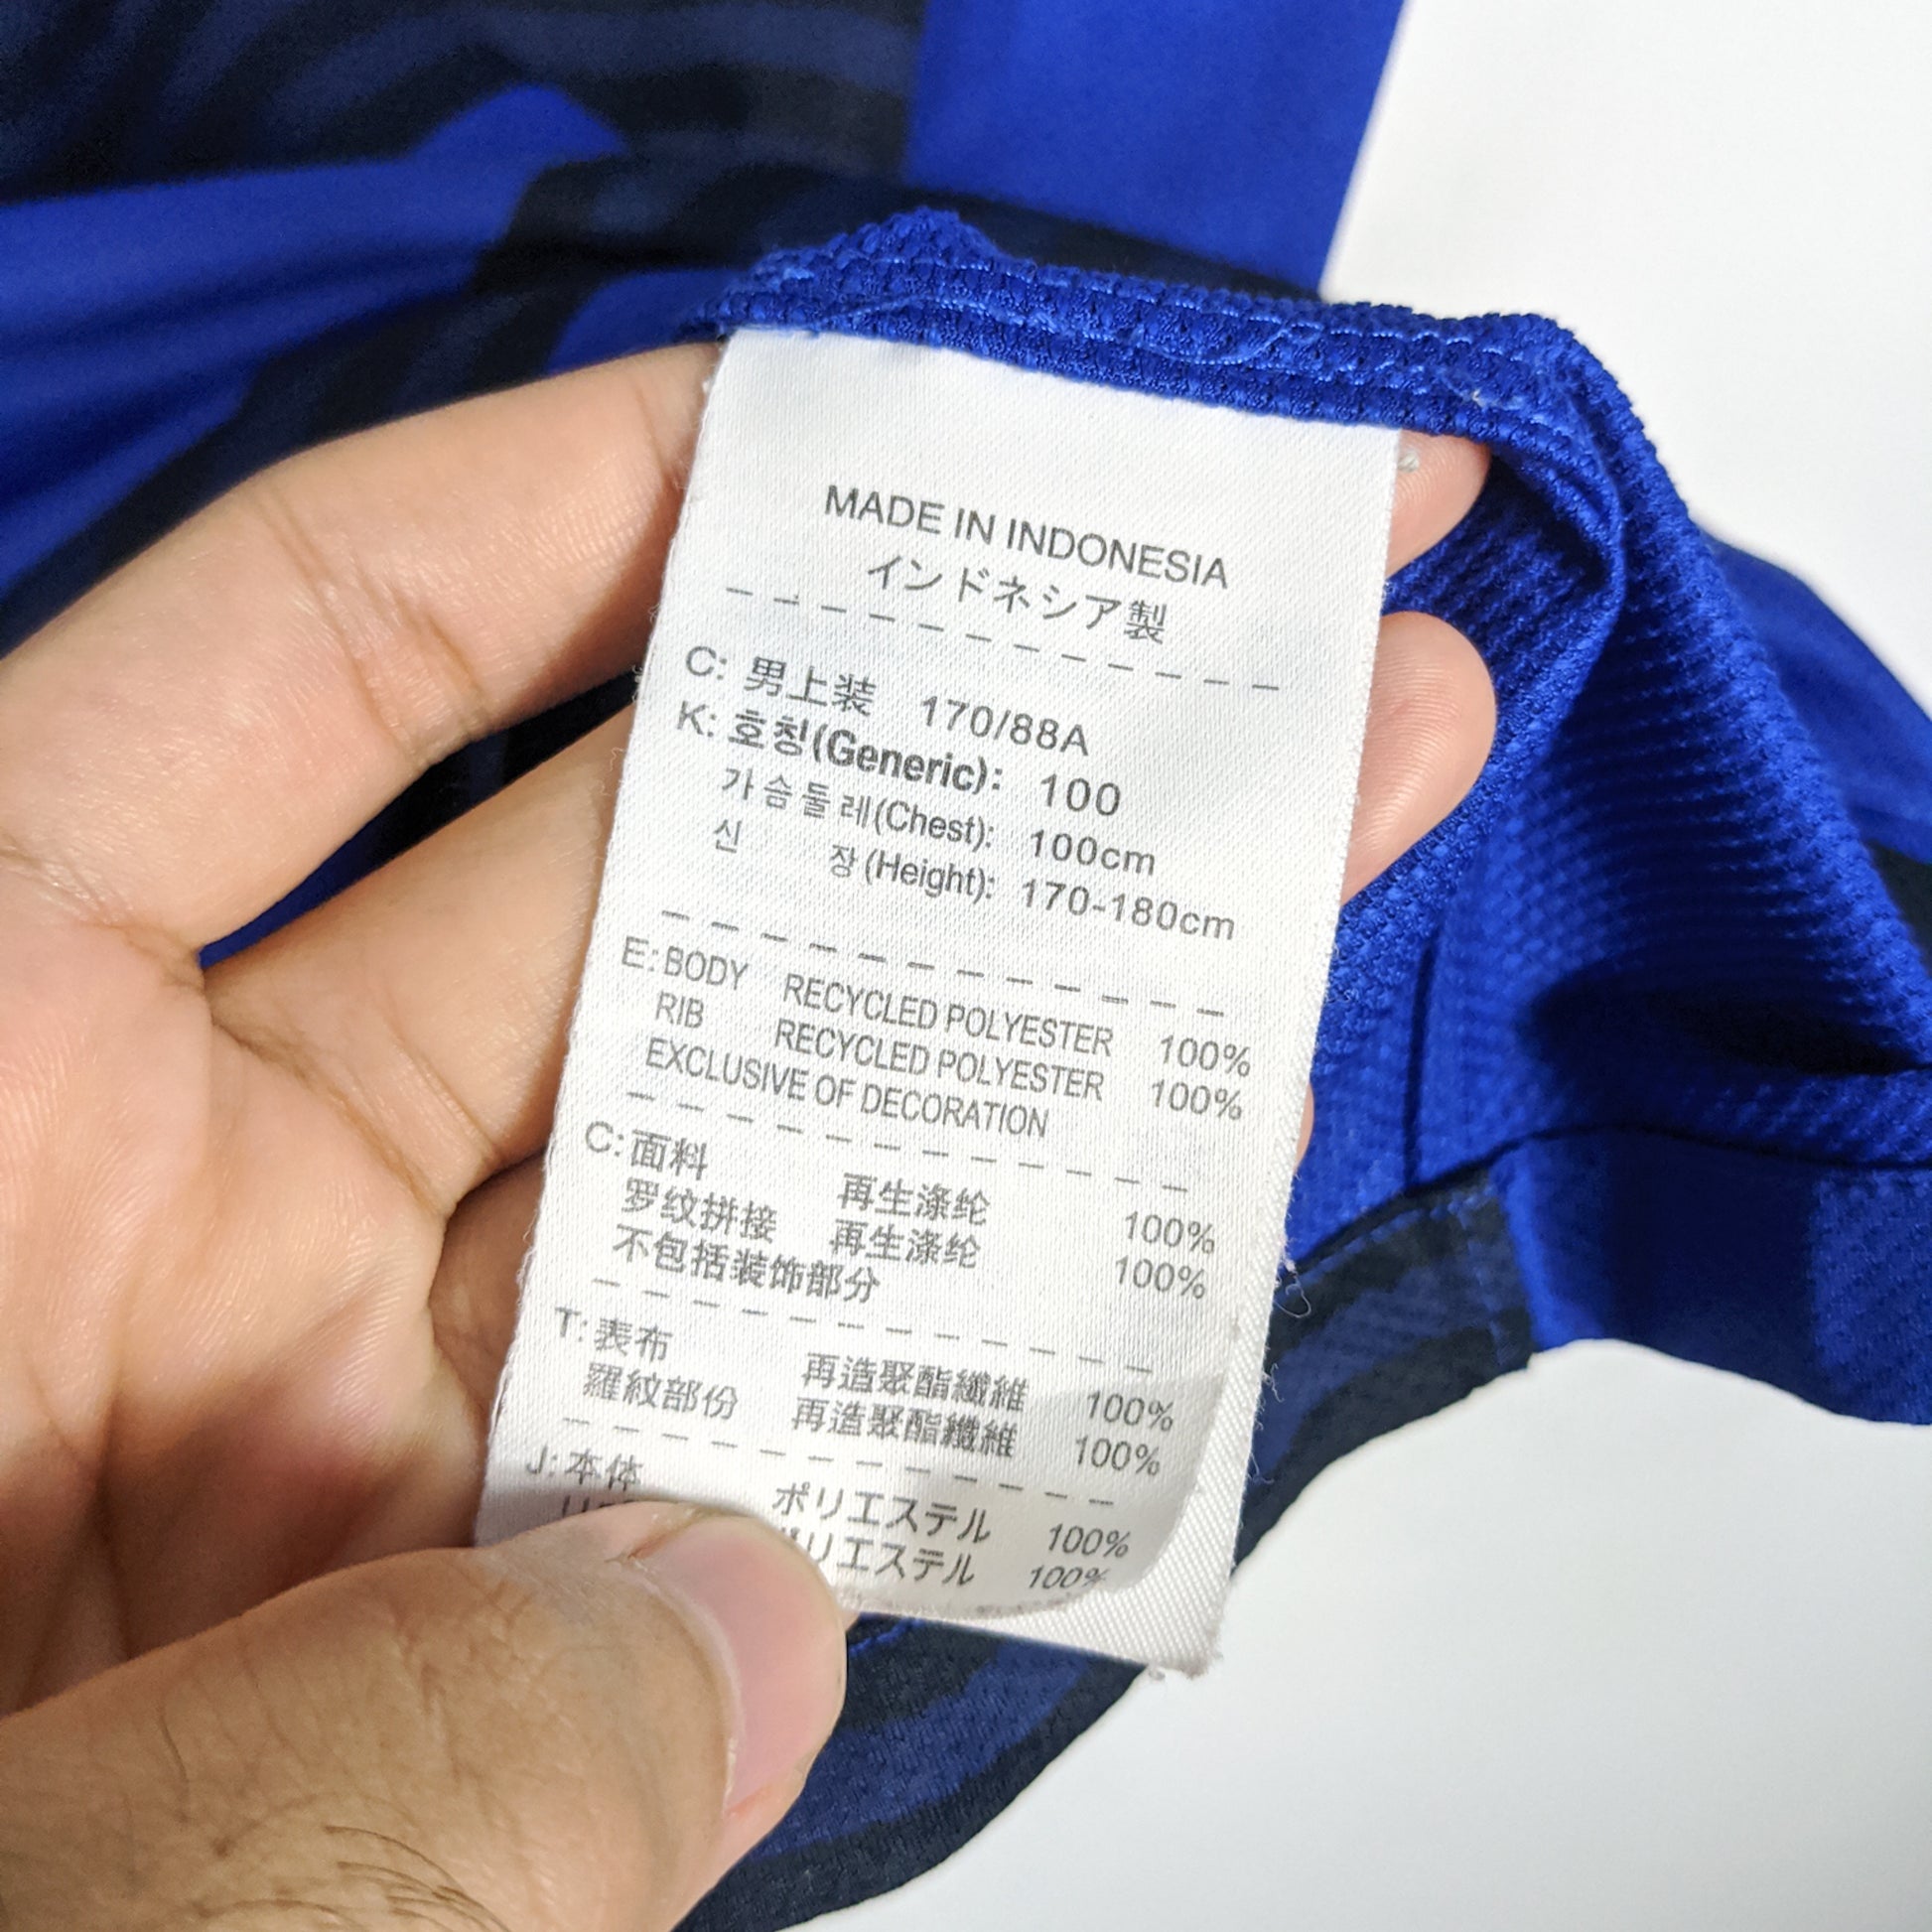 MADE IN INDONESIA
インドネシア製
C: 男上装 170/88A
K: 호칭(Generic): 100
가슴둘레(Chest): 100cm
신 장(Height): 170-180cm
E: BODY RECYCLED POLYESTER 100%
RIB RECYCLED POLYESTER 100%
EXCLUSIVE OF DECORATION
C: 面料 再生涤纶 100%
罗纹拼接 再生涤纶 100%
不包括装饰部分
T: 表布 再造聚酯纖維 100%
羅紋部份 再造聚酯纖維 100%
J: 本体 ポリエステル 100%
リエステル 100%